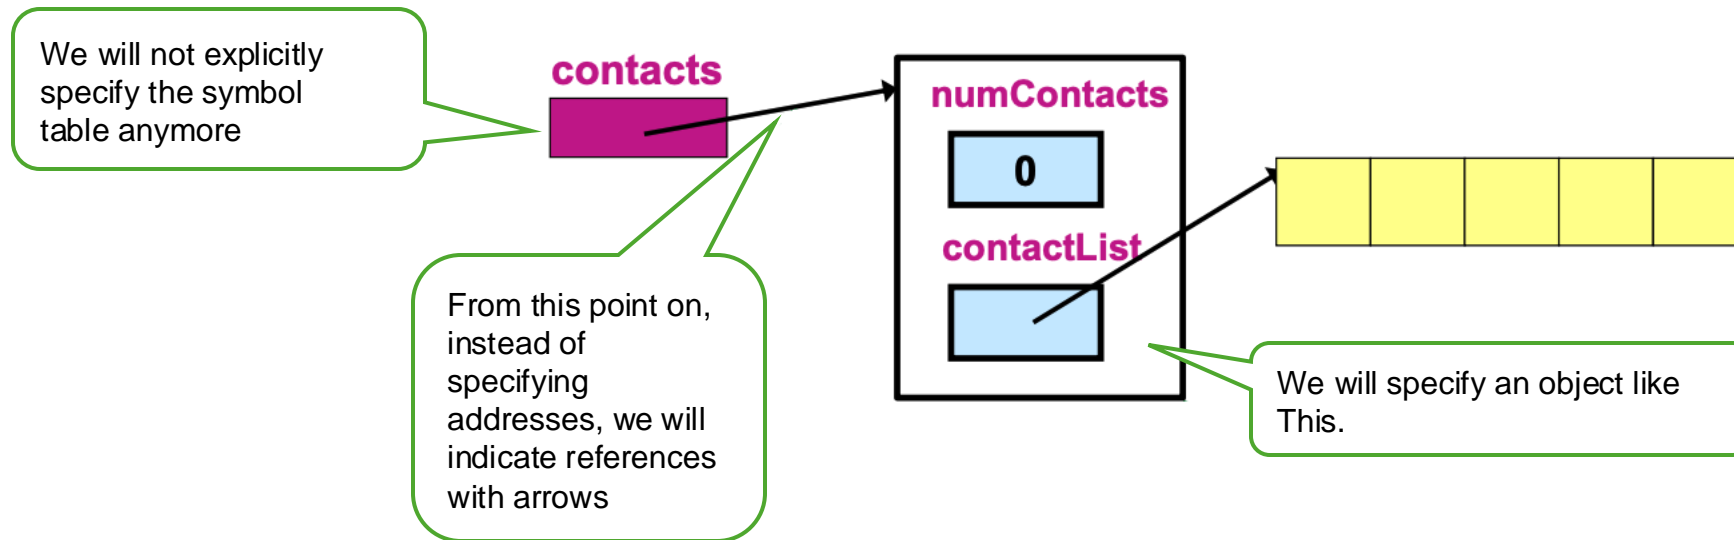 We will not explicitly
specify the symbol
table anymore
contacts
numContacts
0
contactList
From this point on,
instead of
specifying
addresses, we will
indicate references
with arrows
We will specify an object like
This.